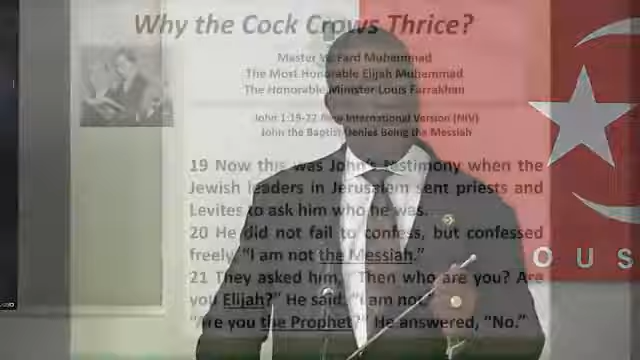 Why the Cock Crows Thrice?
Master W. Fard Muhammad
The Most Honorable Elijah Muhammad
The Honorable Minister Louis Farrakhan
John 1:19-27 New International Version (NIV)
John the Baptist Denies Being the Messiah
19 Now this was John's testimony when the
Jewish leaders in Jerusalem sent priests and
Levites to ask him who he was.
20 He did not fail to confess, but confessed
freely, "I am not the Messiah."
21 They asked him, "Then who are you? Are
you Elijah?" He said, "I am not."
"Are you the Prophet?" He answered, "No."
O U S